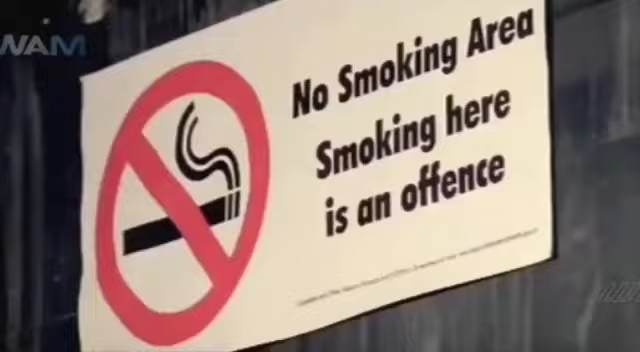 WAM
No Smoking Area
Smoking here
is an offence